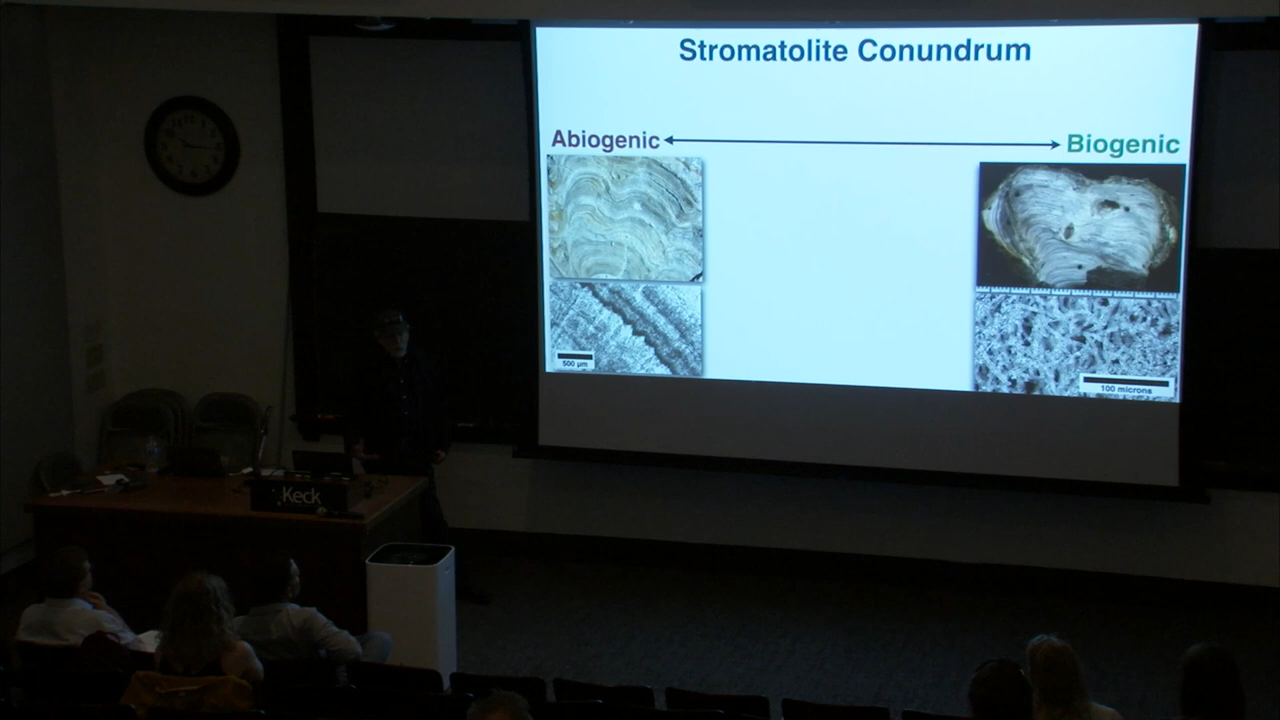 Stromatolite Conundrum
Abiogenic
Biogenic
500 µm
100 microns
Keck